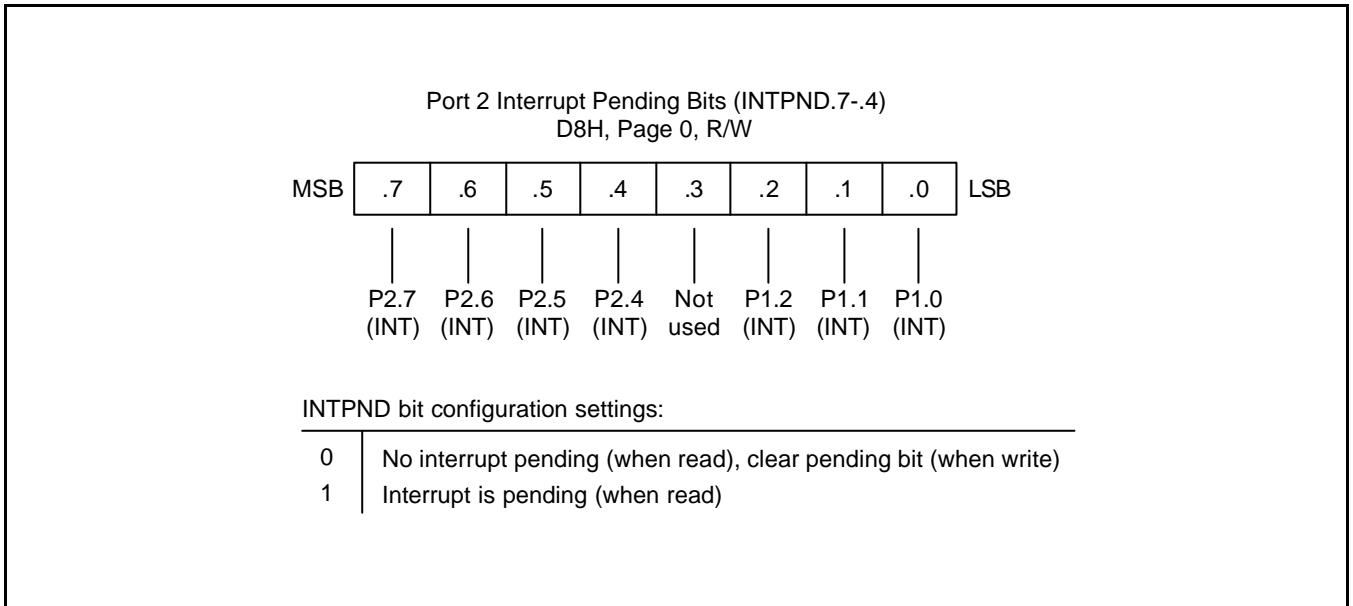 Port 2 Interrupt Pending Bits (INTPND.7-.4)
D8H, Page 0, R/W
MSB .7 .6 .5 .4 .3 .2 .1 .0 LSB
P2.7 P2.6 P2.5 P2.4 Not P1.2 P1.1 P1.0
(INT) (INT) (INT) (INT) used (INT) (INT) (INT)
INTPND bit configuration settings:
0 No interrupt pending (when read), clear pending bit (when write)
1 Interrupt is pending (when read)